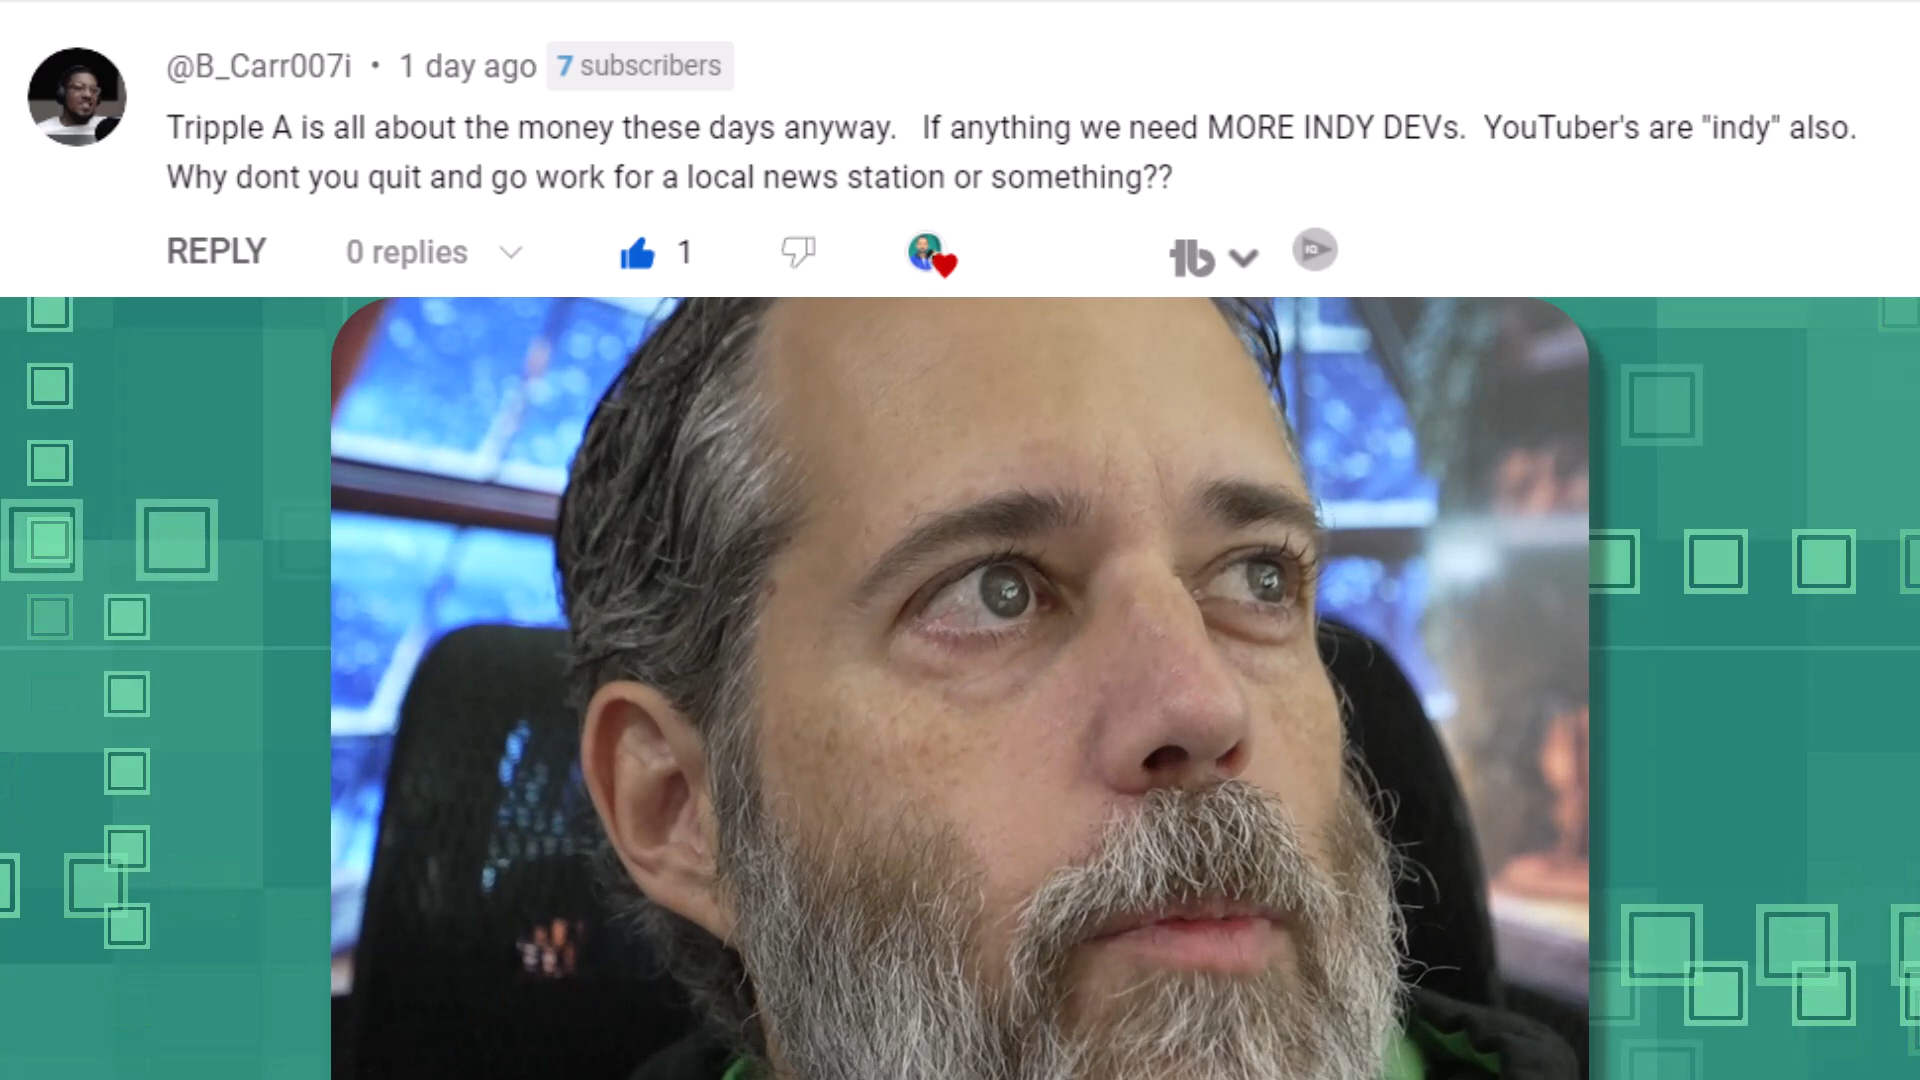 @B_Carr007i • 1 day ago 7 subscribers
Tripple A is all about the money these days anyway.   If anything we need MORE INDY DEVs.  YouTuber's are "indy" also.
Why dont you quit and go work for a local news station or something??
REPLY 0 replies 1 tb IQ